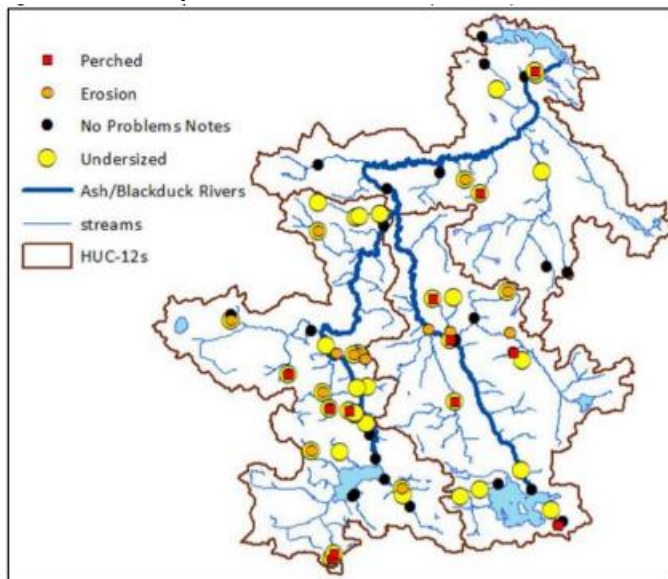 Perched
Erosion
No Problems Notes
Undersized
Ash/Blackduck Rivers
streams
HUC-12s